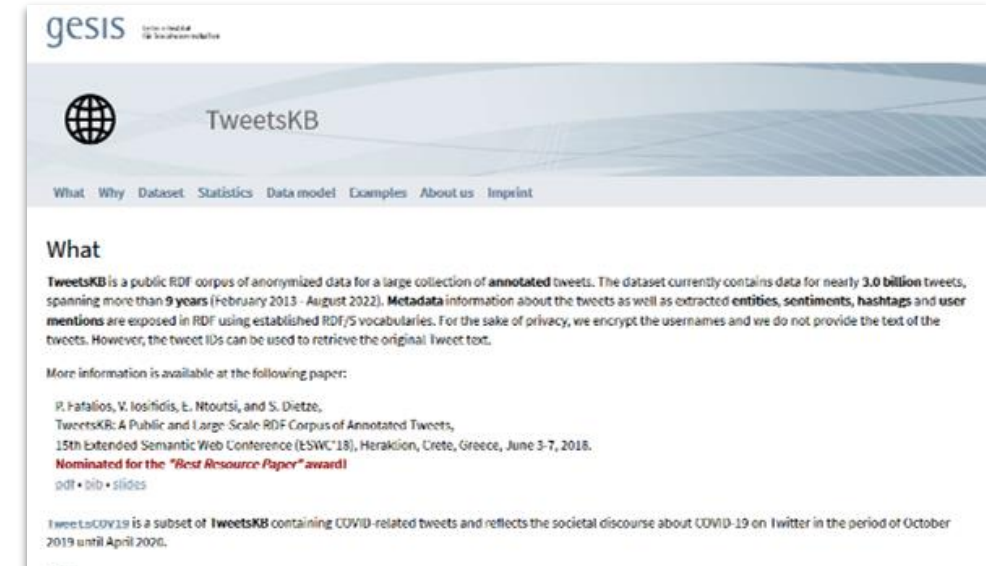 gesis
TweetsKB
What Why Dataset Statistics Data model Examples About us Imprint
What
TweetsKB is a public RDF corpus of anonymized data for a large collection of annotated tweets. The dataset currently contains data for nearly 3.0 billion tweets,
spanning more than 9 years (February 2013 - August 2022). Metadata information about the tweets as well as extracted entities, sentiments, hashtags and user
mentions are exposed in RDF using established RDF/S vocabularies. For the sake of privacy, we encrypt the usernames and we do not provide the text of the
tweets. However, the tweet IDs can be used to retrieve the original Tweet text.
More information is available at the following paper:
P. Fafalios, V. Iosifidis, E. Ntoutsi, and S. Dietze,
TweetsKB: A Public and Large-Scale RDF Corpus of Annotated Tweets,
15th Extended Semantic Web Conference (ESWC'18), Heraklion, Crete, Greece, June 3-7, 2018.
Nominated for the "Best Resource Paper" award!
pdf • bib • slides
TweetsCOV19 is a subset of TweetsKB containing COVID-related tweets and reflects the societal discourse about COVID-19 on Twitter in the period of October
2019 until April 2020.